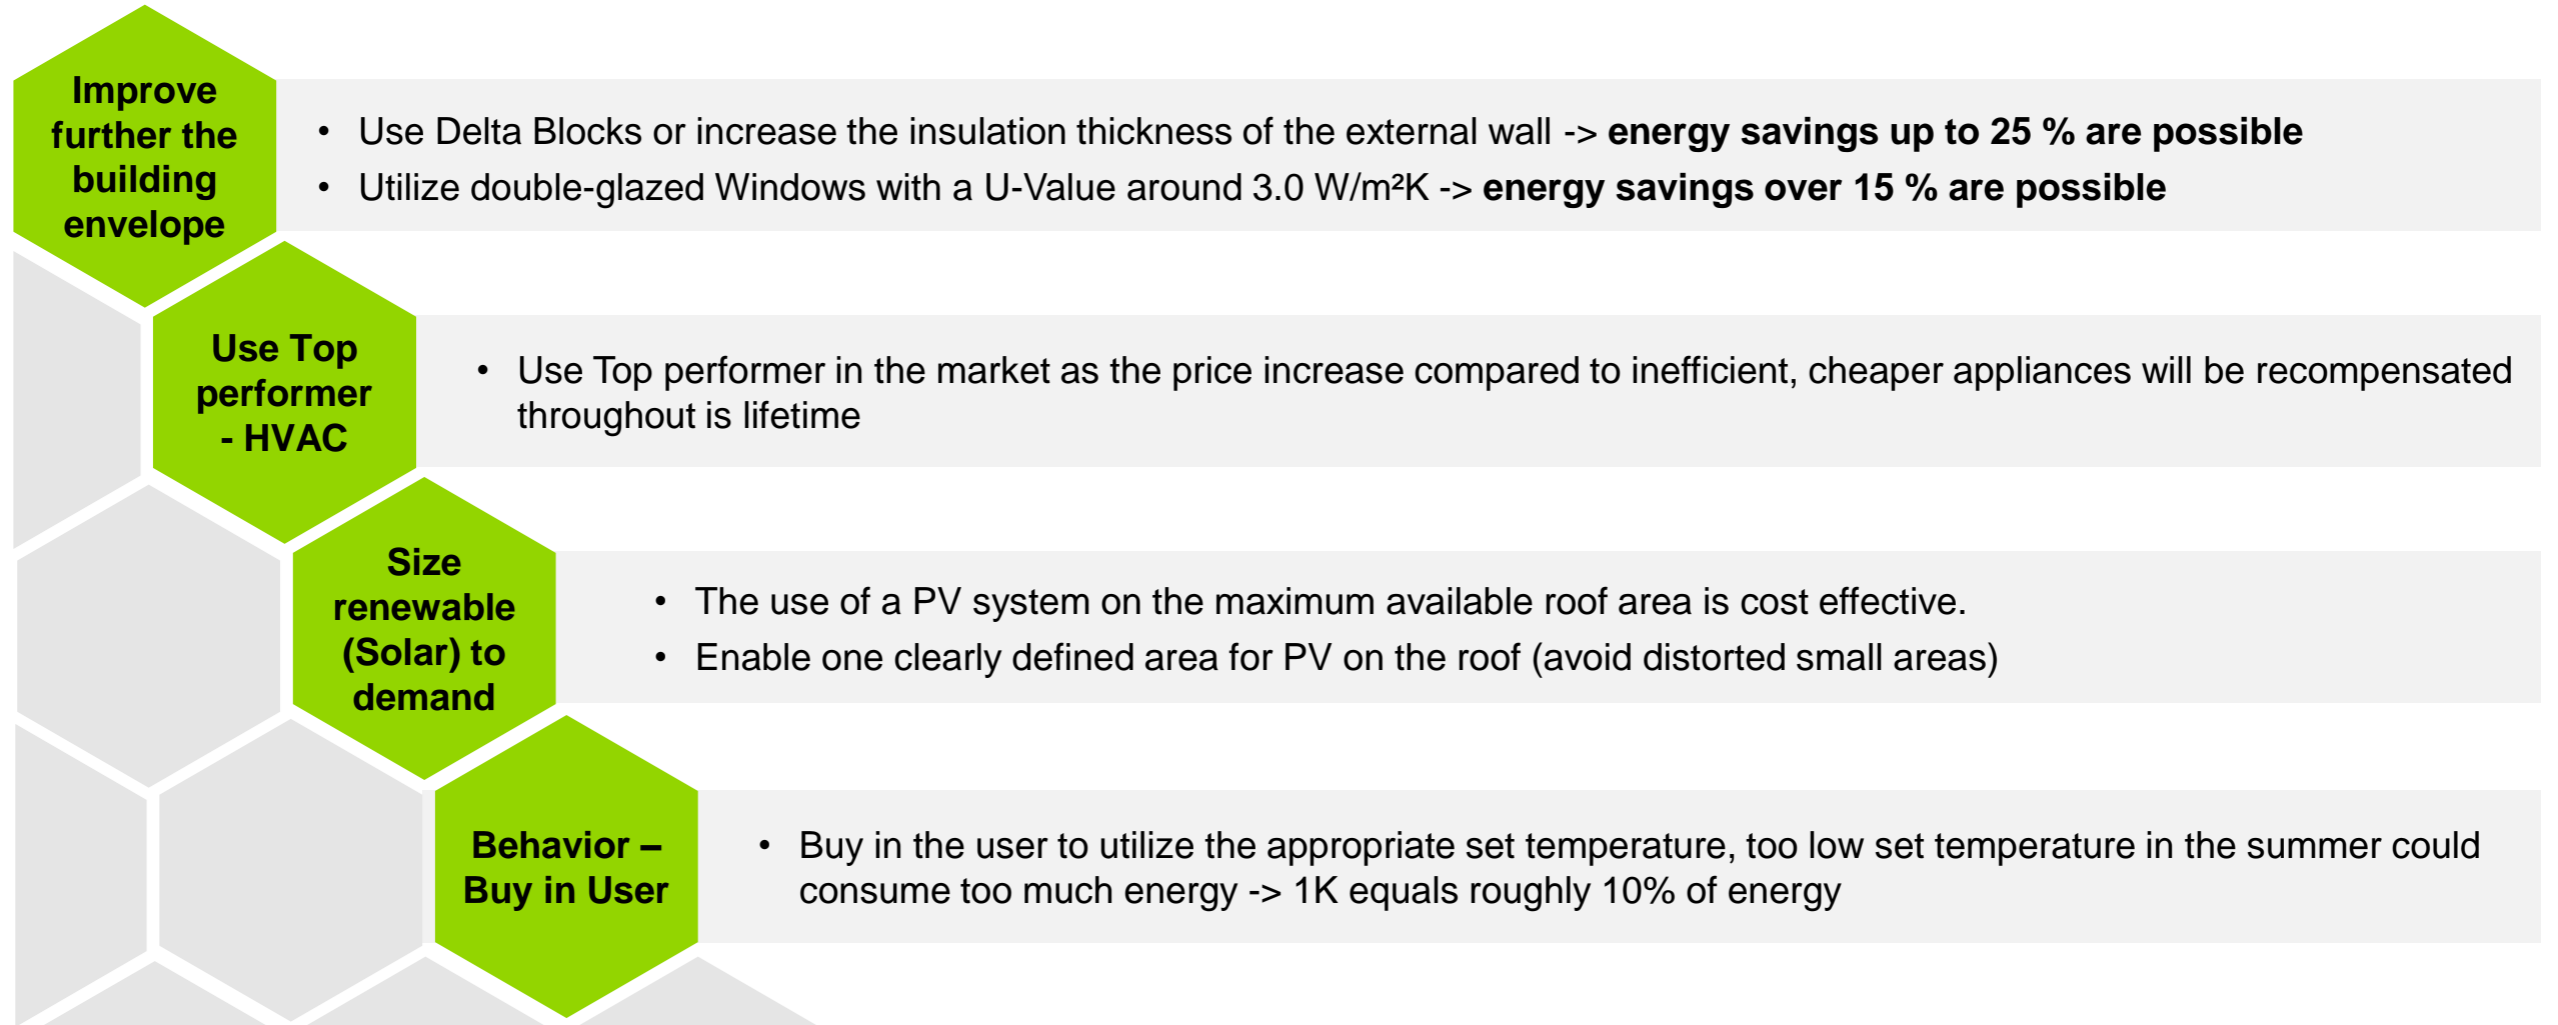 Improve
further the
building
envelope
• Use Delta Blocks or increase the insulation thickness of the external wall -> energy savings up to 25 % are possible
• Utilize double-glazed Windows with a U-Value around 3.0 W/m²K -> energy savings over 15 % are possible
Use Top
performer
- HVAC
• Use Top performer in the market as the price increase compared to inefficient, cheaper appliances will be recompensated
throughout is lifetime
Size
renewable
(Solar) to
demand
• The use of a PV system on the maximum available roof area is cost effective.
• Enable one clearly defined area for PV on the roof (avoid distorted small areas)
Behavior –
Buy in User
• Buy in the user to utilize the appropriate set temperature, too low set temperature in the summer could
consume too much energy -> 1K equals roughly 10% of energy